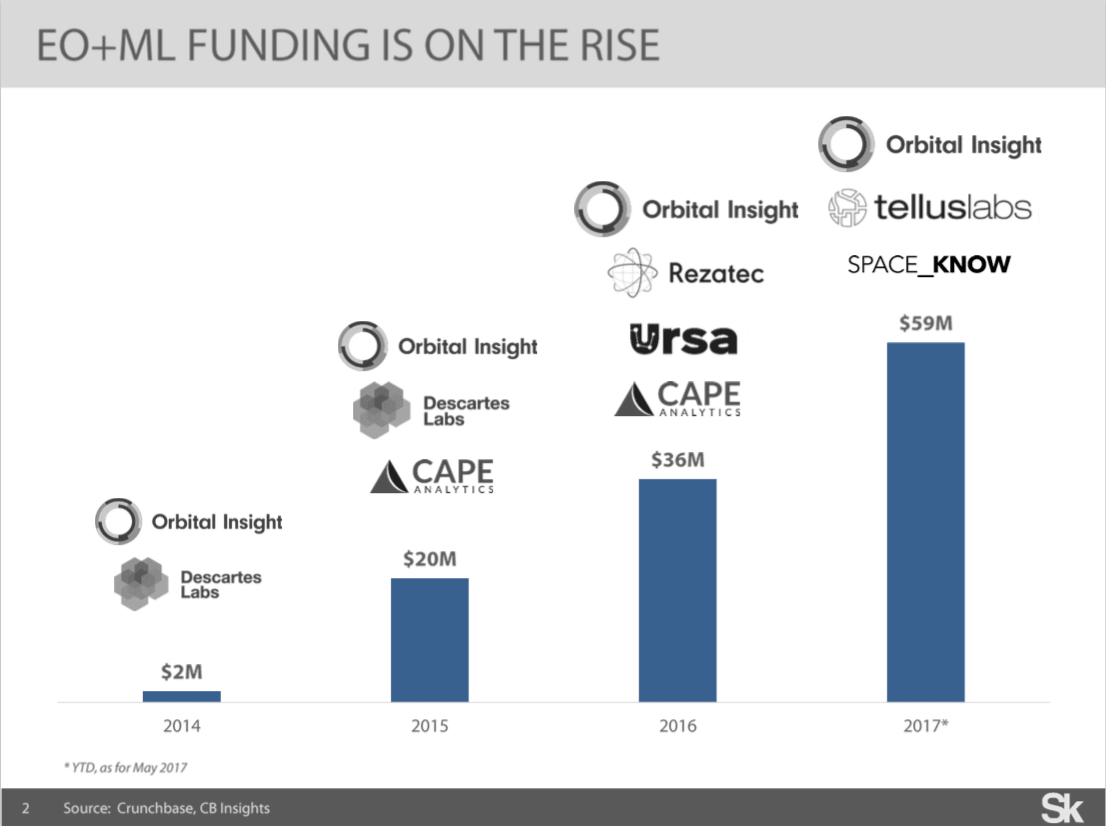 EO+ML FUNDING IS ON THE RISE
Orbital Insight
Descartes
Labs
$2M
2014
Orbital Insight
Descartes
Labs
CAPE
ANALYTICS
$20M
2015
Orbital Insight
Rezatec
Ursa
CAPE
ANALYTICS
$36M
2016
Orbital Insight
telluslabs
SPACE_KNOW
$59M
2017*
* YTD, as for May 2017
2 Source: Crunchbase, CB Insights
Sk